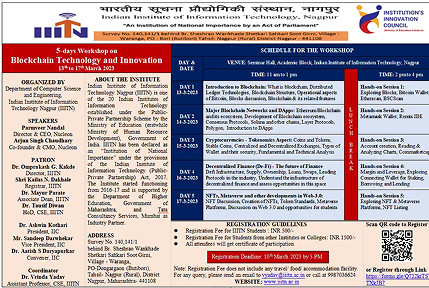 भारतीय सूचना प्रौद्योगिकी संस्थान, नागपुर
Indian Institute of Information Technology, Nagpur
"An Institution of National Importance by an Act of Parliament"
Survey No. 140,141/1 behind Br. Sheshrao Wankhade Shetkari Sahkari Soot Girni, Village -
Waranga, PO - Dongargaon (Butibori) Tahsil- Nagpur (Rural) District Nagpur, Maharashtra - 441108
IIITN
INSTITUTION'S
INNOVATION
COUNCIL
5-days Workshop on
Blockchain Technology and Innovation
13th to 17th March 2023
ORGANIZED BY
Department of Computer Science
and Engineering,
Indian Institute of Information
Technology Nagpur (IIITN)
SPEAKERS
Parmveer Nandal
Director & CEO, Nucleon
Arjun Singh Chaudhary
Co-founder & COO, Nucleon
PATRON
Dr. Omprakash G. Kakde
Director, IIITN
Shri Kailas N. Dakhale
Registrar, IIITN
Dr. Mayur Parate
Associate Dean, IIITN
Dr. Tausif Diwan
HoD, CSE, IIITN
Dr. Ashwin Kothari
President, IIC
Mr. Sandeep Darwhekar
Vice President, IIC
Dr. Aatish S Daryapurkar
Convener, IIC
Coordinator
Dr. Vrinda Yadav
Assistant Professor, CSE, IIITN
ABOUT THE INSTITUTE
Indian Institute of Information
Technology Nagpur (IIITN) is one
of the 20 Indian Institutes of
Information Technology
established under Public-
Private Partnership Scheme by the
Ministry of Education (erstwhile
Ministry of Human Resource
Development), Government of
India. IIITN has been declared as
an "Institution of National
Importance" under the provisions
of the Indian Institute of
Information Technology (Public-
Private Partnership) Act, 2017.
The Institute started functioning
from 2016-17 and is supported by
the Department of Higher
Education, Government of
Maharashtra. Tata
Consultancy Services, Mumbai as
Industry Partner.
ADDRESS
Survey No. 140,141/1
behind Br. Sheshrao Wankhade
Shetkari Sahkari Soot Girni,
Village - Waranga,
PO-Dongargaon (Butibori),
Tahsil- Nagpur (Rural), District
Nagpur, Maharashtra- 441108
SCHEDULE FOR THE WORKSHOP
DAY &
DATE
VENUE: Seminar Hall, Academic Block, Indian Institute of Information Technology, Nagpur
TIME: 11 am to 1 pm
TIME: 2 pm to 4 pm
DAY 1
13-3-2023
Introduction to Blockchain: What is Blockchain, Distributed
Ledger Technologies, Blockchain Structure, Operational aspects
of Blockchain, Bitcoin discussion, Blockchain & its related features
Hands-on Session 1:
Exploring Blocks, Bitcoin Wallet,
Etherscan, BSCScan
DAY 2
14-3-2023
Major Blockchain Networks and DApps: Ethereum Blockchain
audits ecosystem, Development of Blockchain ecosystem,
Consensus Protocols, Solana and other chains, Layer Protocols,
Polygon, Introduction to DApps
Hands-on Session 2:
Metamask Wallet, Remix IDE
DAY 3
15-3-2023
Cryptocurrencies - Tokenomics Aspect: Coins and Tokens,
Stable Coins, Centralized and Decentralized Exchanges, Types of
Wallet and their security, Fundamental and Technical Analysis
Hands-on Session 3:
Account creation, Reading &
Analyzing Charts, Coinmarketcap
DAY 4
16-3-2023
Decentralized Finance (De-Fi) - The future of Finance
Defi Infrastructure, Supply, Ownership, Loans, Swaps, Lending
Protocols in the industry, Understand the infrastructure of
decentralized finance and assess opportunities in this space
Hands-on Session 4:
Margin and Leverage, Exploring
Connecting Wallet for Staking,
Borrowing and Lending
DAY 5
17-3-2023
NFTs, Metaverse and other developments in Web-3.0:
NFT Discussion, Creation of NFTs, Token Standards, Metaverse
Platforms, Discussion on Web 3.0 and opportunities for students
Hands-on Session 5:
Exploring NFT & Metaverse
Platforms, NFT Listing
LUNCH BREAK
REGISTRATION GUIDELINES
Registration Fee for IIITN Students : INR 500/-
Registration Fee for Students from other Institutes or Colleges: INR 1500/-
All attendees will get certificate of participation
Registration Deadline: 10th March 2023 by 5 PM
Note: Registration Fee does not include any travel/ food/ accommodation facility.
For any query, please send an email to vyadav@iiitn.ac.in or call at 9987036624
WEBSITE: www.iiitn.ac.in
Scan QR code to Register
or Register through Link